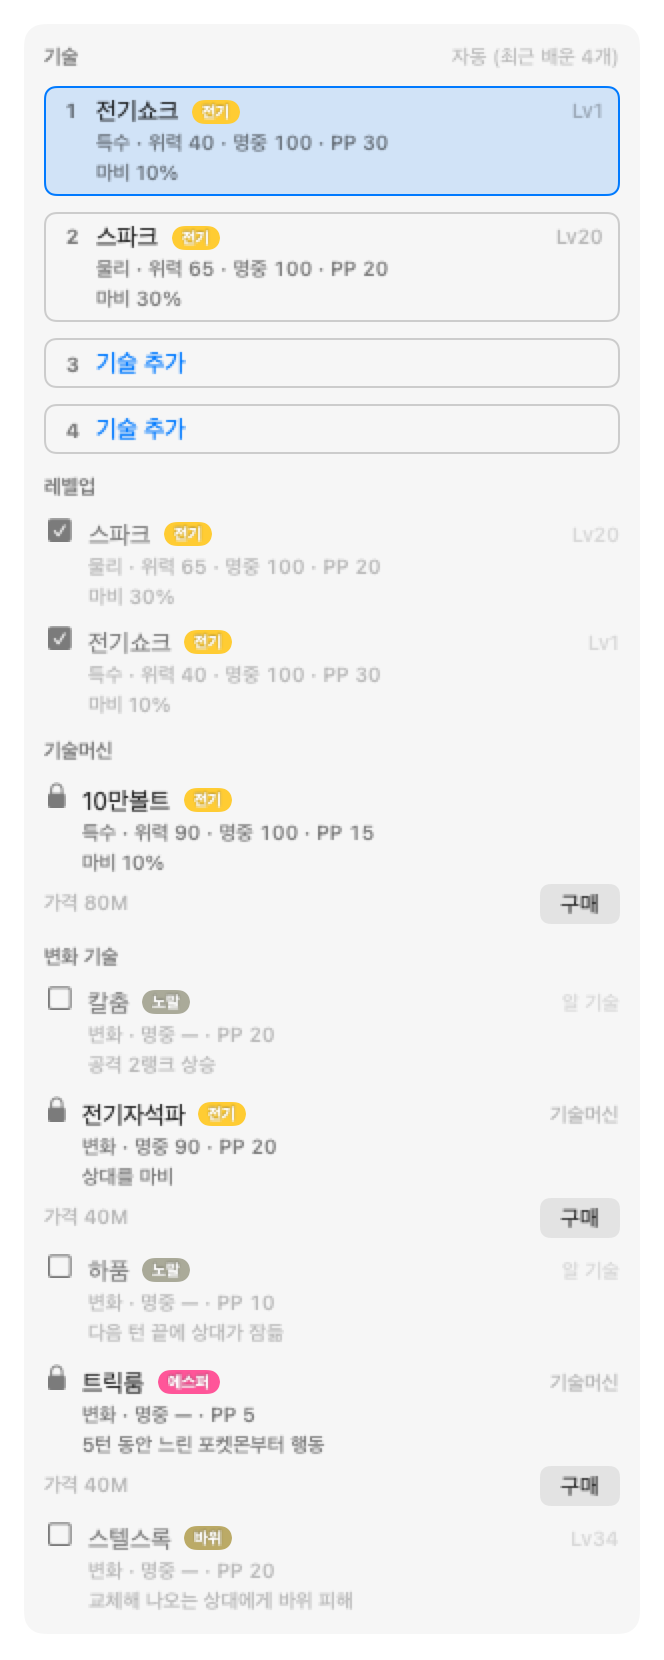 기술 자동 (최근 배운 4개)
1 전기쇼크 전기 Lv1
특수 · 위력 40 · 명중 100 · PP 30
마비 10%
2 스파크 전기 Lv20
물리 · 위력 65 · 명중 100 · PP 20
마비 30%
3 기술 추가
4 기술 추가
레벨업
스파크 전기 Lv20
물리 · 위력 65 · 명중 100 · PP 20
마비 30%
전기쇼크 전기 Lv1
특수 · 위력 40 · 명중 100 · PP 30
마비 10%
기술머신
10만볼트 전기
특수 · 위력 90 · 명중 100 · PP 15
마비 10%
가격 80M 구매
변화 기술
칼춤 노말 알 기술
변화 · 명중 — · PP 20
공격 2랭크 상승
전기자석파 전기 기술머신
변화 · 명중 90 · PP 20
상대를 마비
가격 40M 구매
하품 노말 알 기술
변화 · 명중 — · PP 10
다음 턴 끝에 상대가 잠듦
트릭룸 에스퍼 기술머신
변화 · 명중 — · PP 5
5턴 동안 느린 포켓몬부터 행동
가격 40M 구매
스텔스록 바위 Lv34
변화 · 명중 — · PP 20
교체해 나오는 상대에게 바위 피해